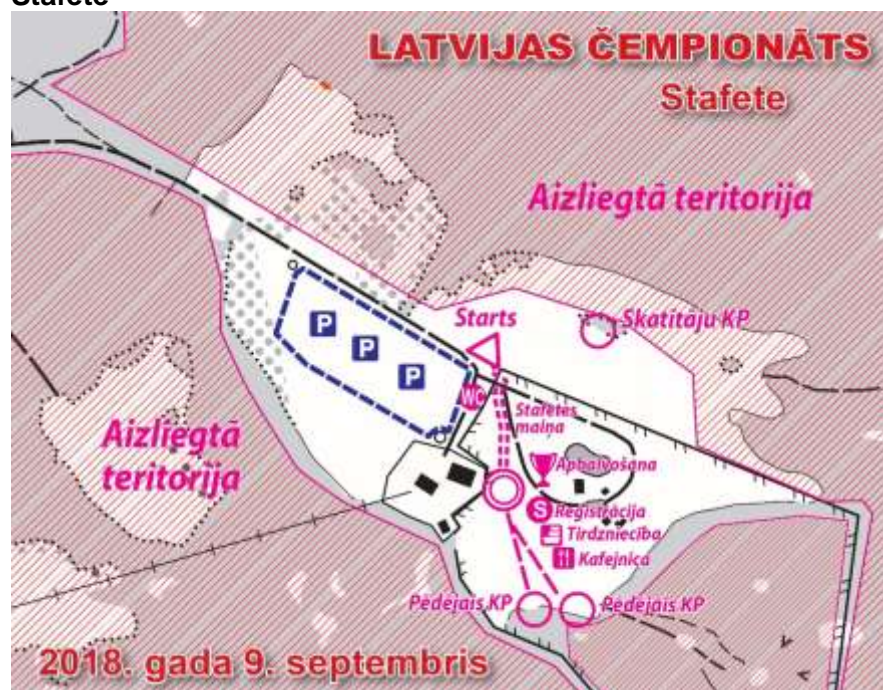 Stafete
LATVIJAS ČEMPIONĀTS
Stafete
Aizliegtā teritorija
Starts
Skatītāju KP
P
P
P
WC
Stafetes
maiņa
Aizliegtā
teritorija
Apbalvošana
S Reģistrācija
Tirdzniecība
Kafejnīca
Pēdējais KP
Pēdējais KP
2018. gada 9. septembris